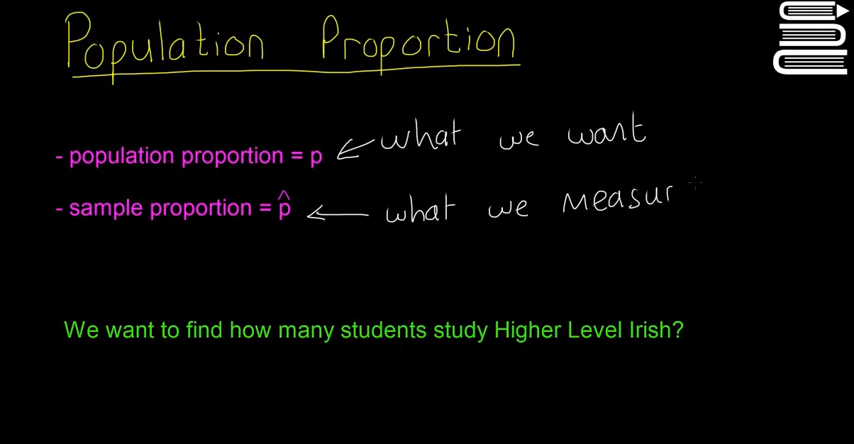 Population Proportion
- population proportion = p ← what we want
- sample proportion = p̂ ← what we measur
We want to find how many students study Higher Level Irish?